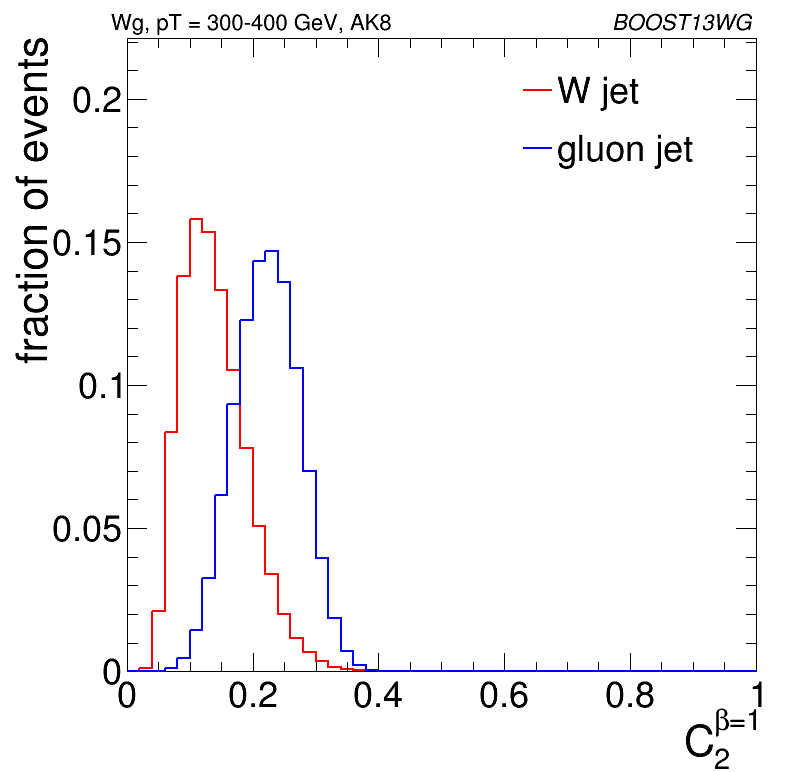 Wg, pT = 300-400 GeV, AK8
BOOST13WG
fraction of events
W jet
gluon jet
0.2
0.15
0.1
0.05
0
0 0.2 0.4 0.6 0.8 1
C₂^β=1